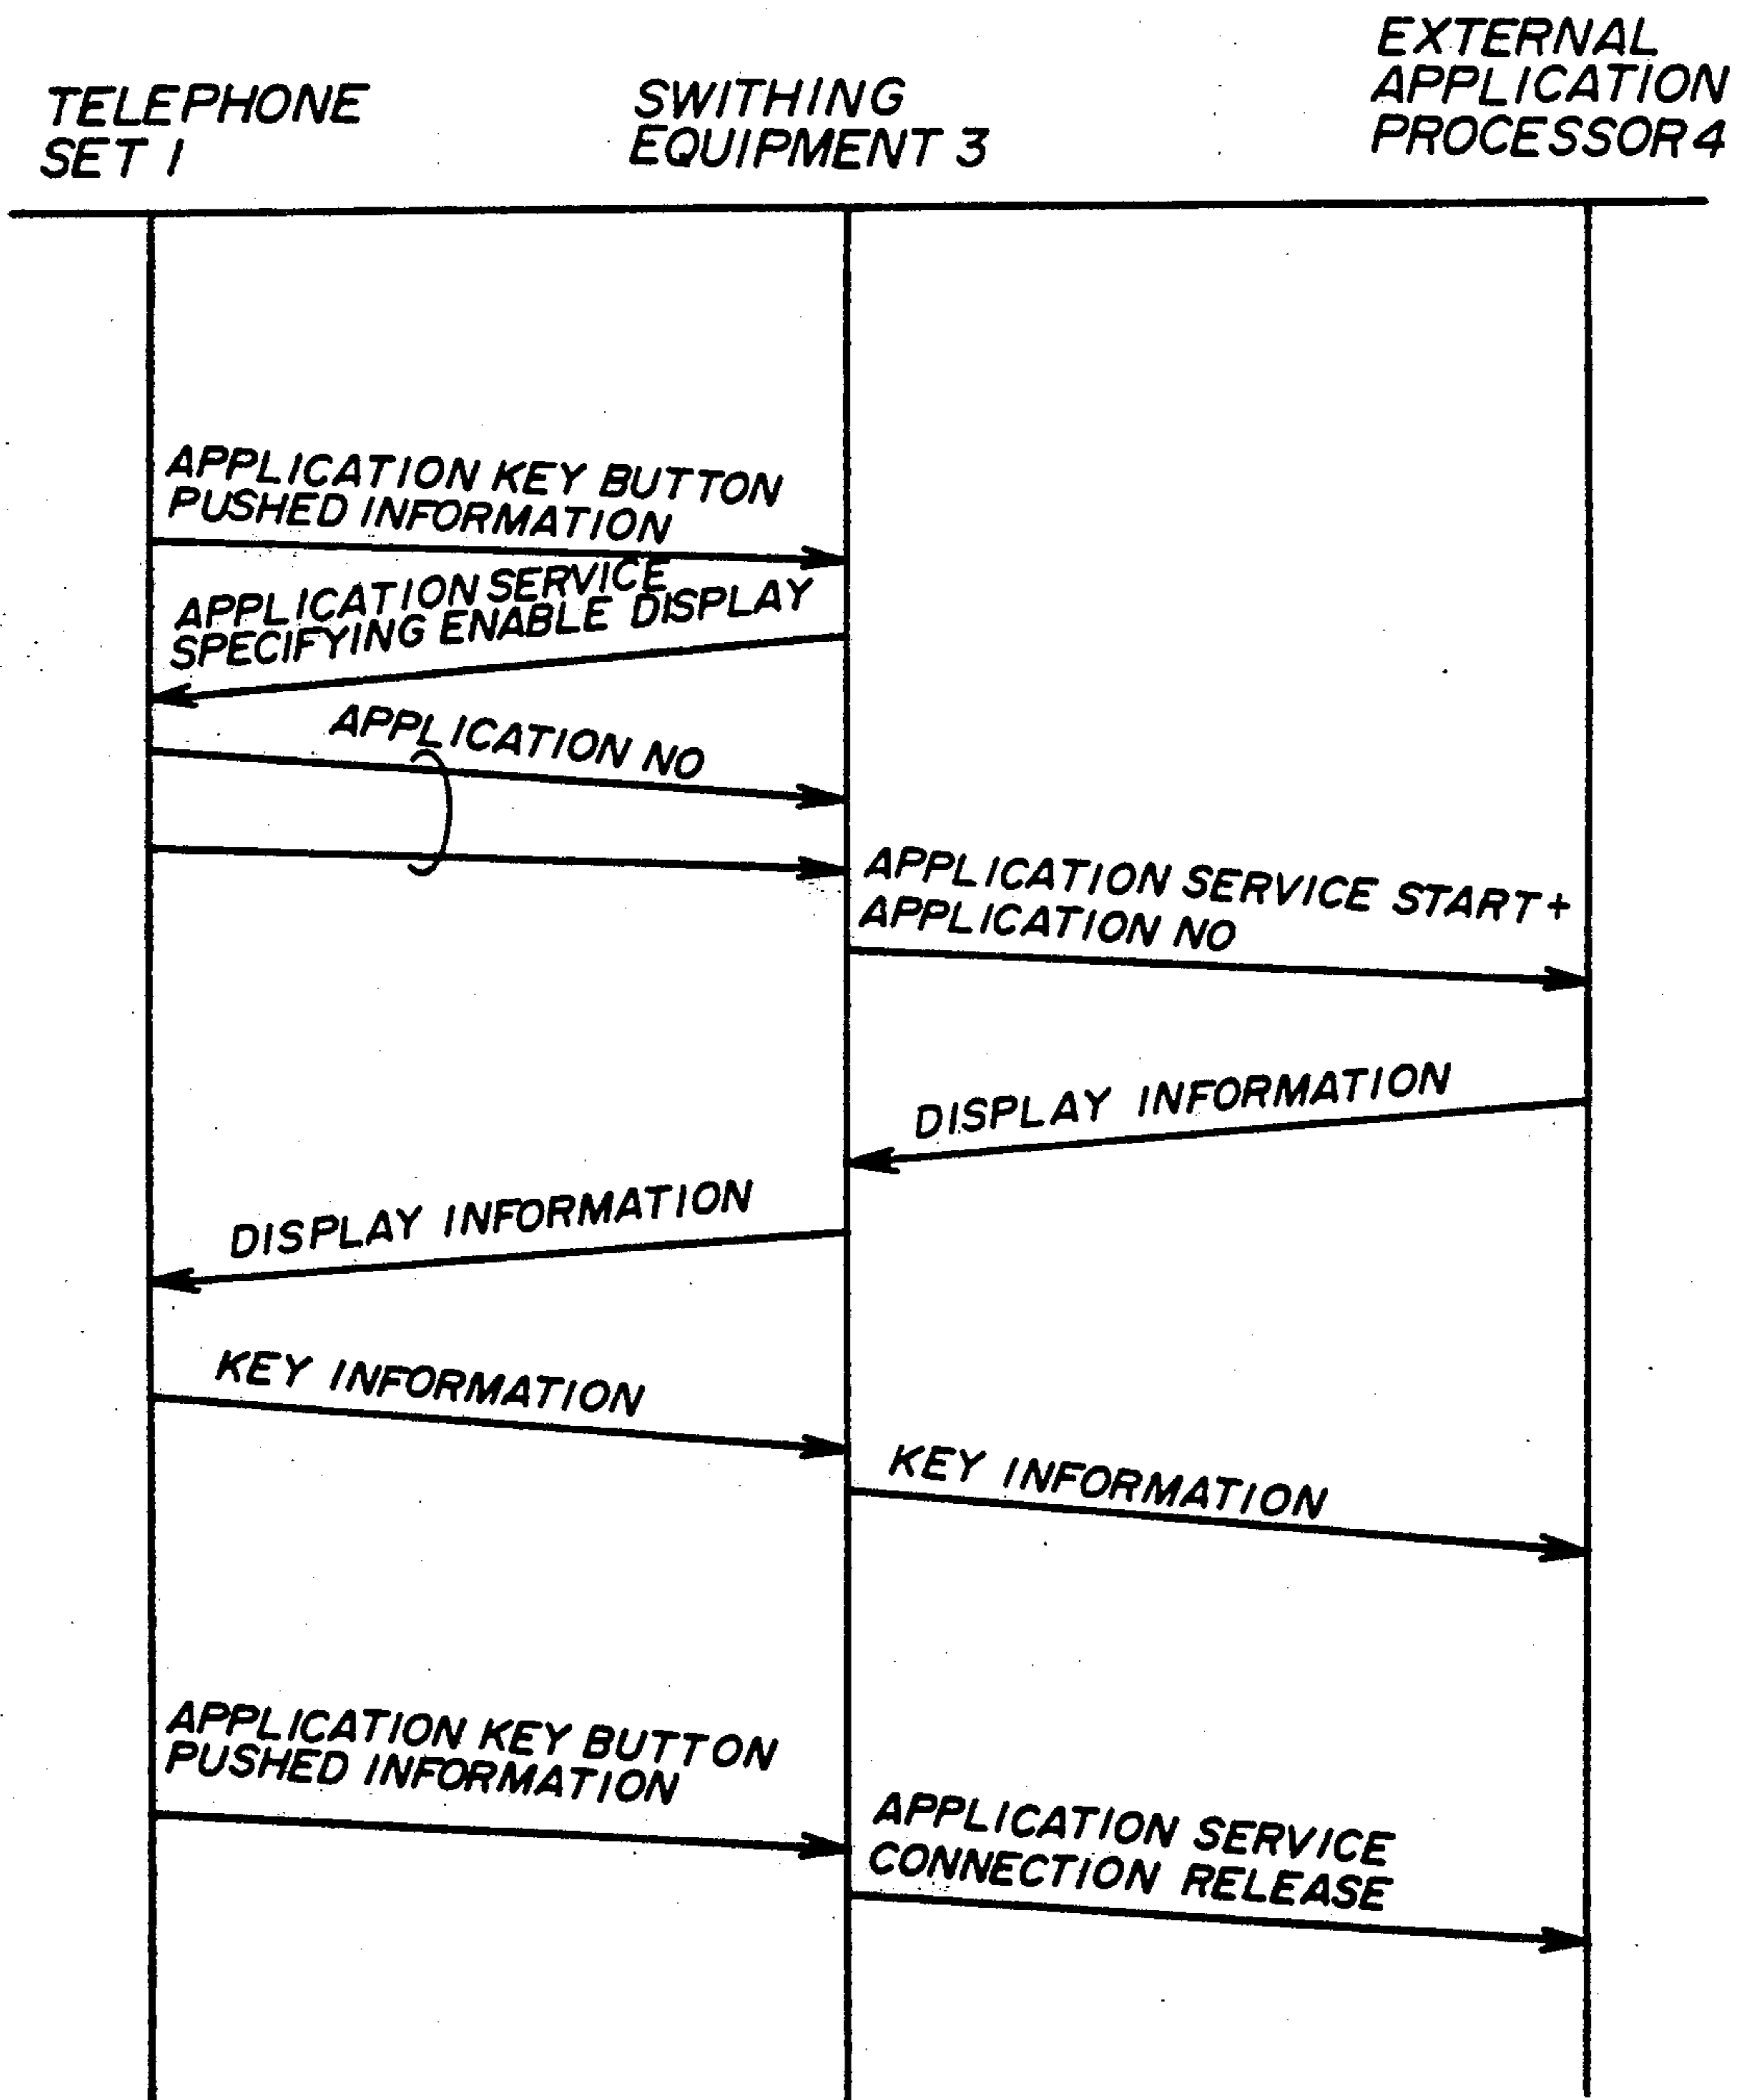 TELEPHONE
SET 1
SWITHING
EQUIPMENT 3
EXTERNAL
APPLICATION
PROCESSOR 4
APPLICATION KEY BUTTON
PUSHED INFORMATION
APPLICATION SERVICE
SPECIFYING ENABLE DISPLAY
APPLICATION NO
APPLICATION SERVICE START +
APPLICATION NO
DISPLAY INFORMATION
DISPLAY INFORMATION
KEY INFORMATION
KEY INFORMATION
APPLICATION KEY BUTTON
PUSHED INFORMATION
APPLICATION SERVICE
CONNECTION RELEASE